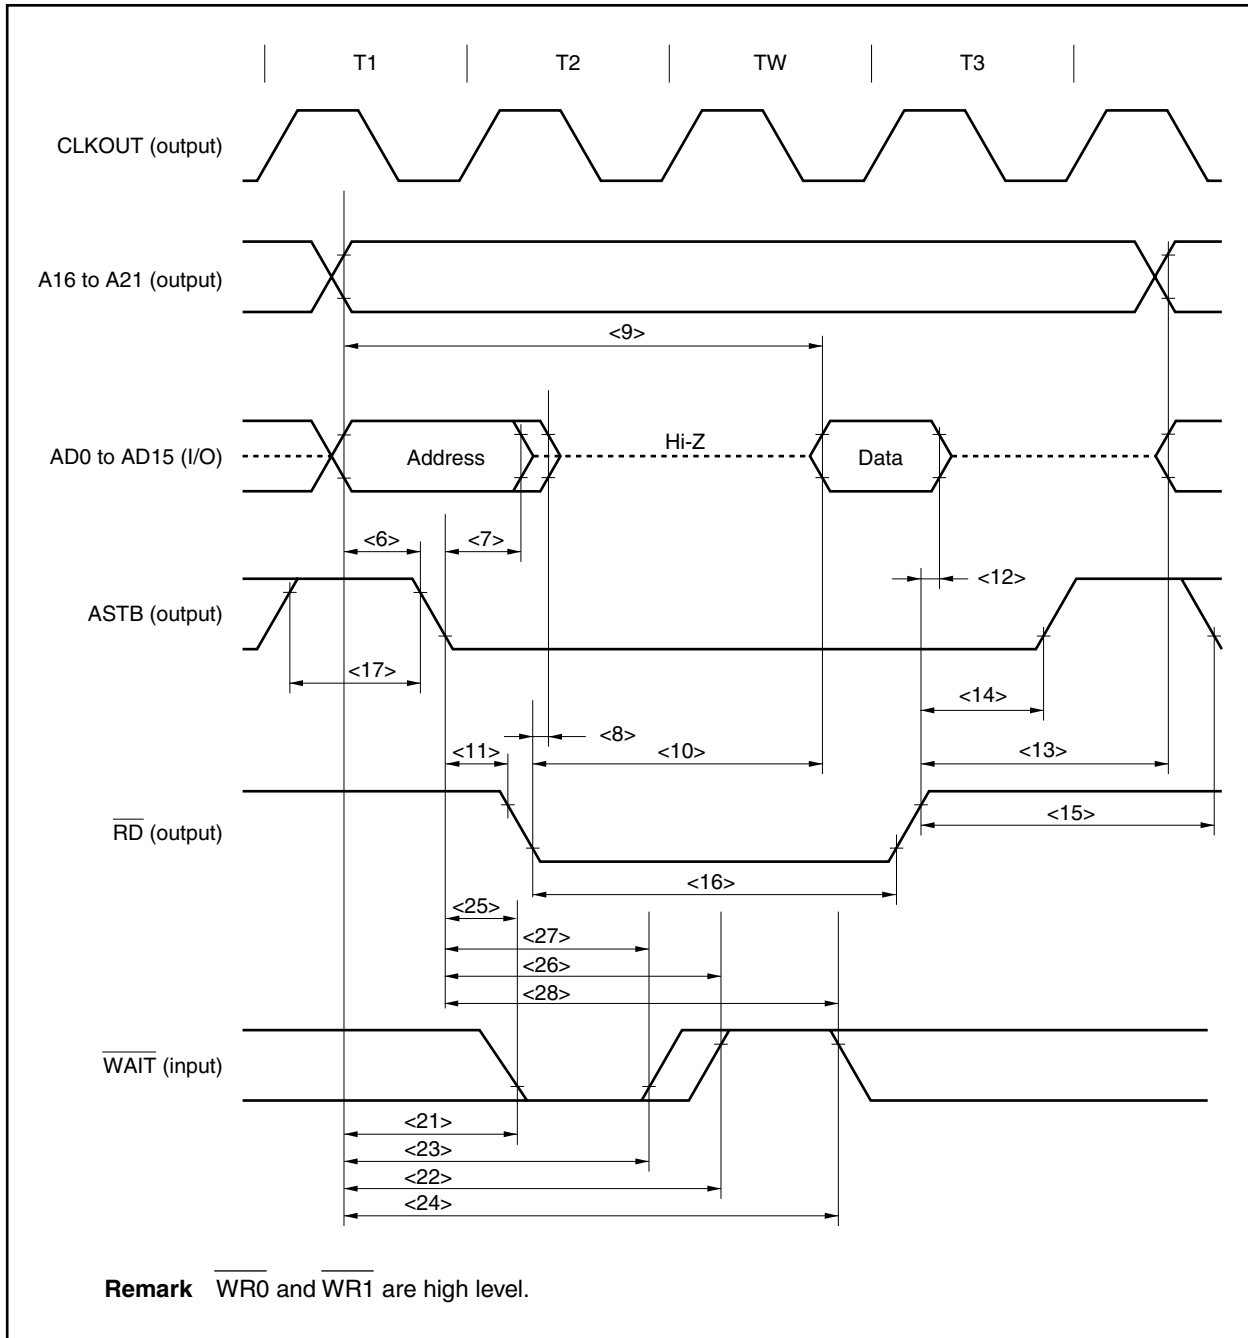 T1 T2 TW T3
CLKOUT (output)
A16 to A21 (output)
<9>
AD0 to AD15 (I/O) Address Hi-Z Data
<6> <7>
<12>
ASTB (output)
<17>
<14>
<11> <8> <10> <13>
RD (output)
<15>
<16>
<25>
<27>
<26>
<28>
WAIT (input)
<21>
<23>
<22>
<24>
Remark WR0 and WR1 are high level.